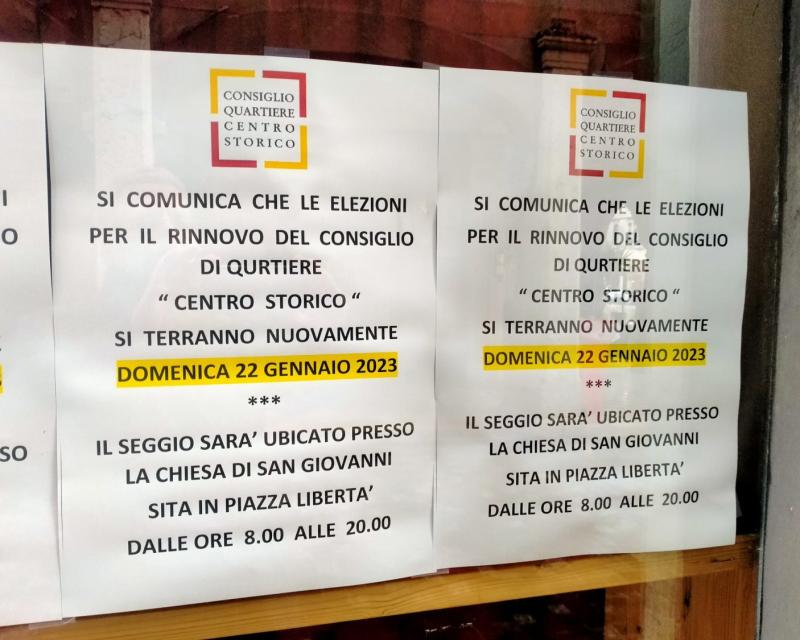 I
O
SO
CONSIGLIO
QUARTIERE
CENTRO
STORICO
SI COMUNICA CHE LE ELEZIONI
PER IL RINNOVO DEL CONSIGLIO
DI QURTIERE
“ CENTRO STORICO “
SI TERRANNO NUOVAMENTE
DOMENICA 22 GENNAIO 2023
***
IL SEGGIO SARA’ UBICATO PRESSO
LA CHIESA DI SAN GIOVANNI
SITA IN PIAZZA LIBERTA’
DALLE ORE 8.00 ALLE 20.00
CONSIGLIO
QUARTIERE
CENTRO
STORICO
SI COMUNICA CHE LE ELEZIONI
PER IL RINNOVO DEL CONSIGLIO
DI QURTIERE
“ CENTRO STORICO “
SI TERRANNO NUOVAMENTE
DOMENICA 22 GENNAIO 2023
***
IL SEGGIO SARA’ UBICATO PRESSO
LA CHIESA DI SAN GIOVANNI
SITA IN PIAZZA LIBERTA’
DALLE ORE 8.00 ALLE 20.00